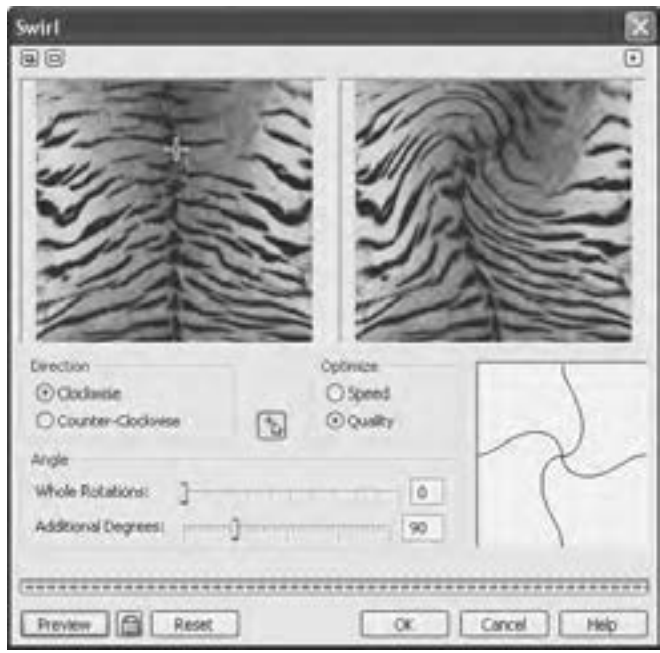 Swirl
Direction
Clockwise
Counter-Clockwise
Optimize
Speed
Quality
Angle
Whole Rotations: 0
Additional Degrees: 90
Preview Reset OK Cancel Help